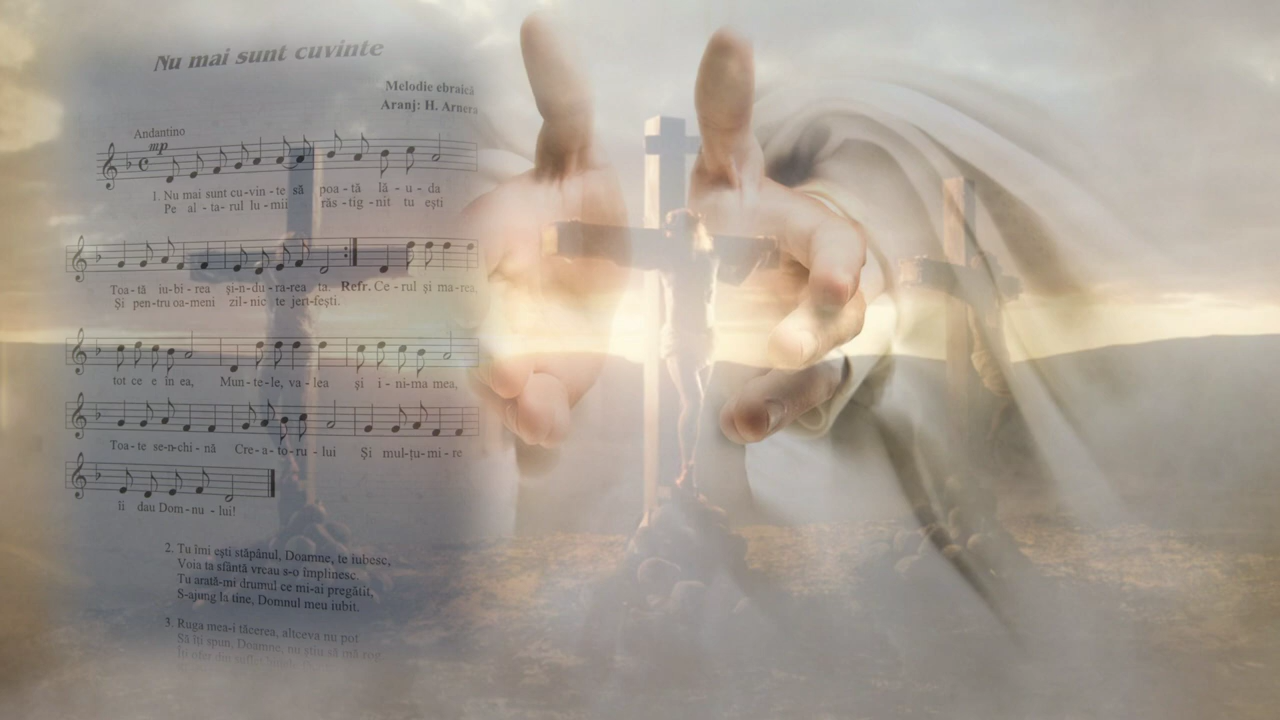 Nu mai sunt cuvinte
Melodie ebraică
Aranj: H. Arnera
Andantino
mp
1. Nu mai sunt cu-vin-te să poa-tă lă-u-da
Pe al-ta-rul lu-mii răs-tig-nit tu ești
Toa-tă iu-bi-rea și-n-du-ra-rea ta. Refr. Ce-rul și ma-rea,
Și pen-tru oa-meni zil-nic te jert-fești.
tot ce e în ea, Mun-te-le, va-lea și i-ni-ma mea,
Toa-te se-n-chi-nă Cre-a-to-ru-lui Și mul-țu-mi-re
îi dau Dom-nu-lui!
2. Tu îmi ești stăpânul, Doamne, te iubesc,
Voia ta sfântă vreau s-o împlinesc.
Tu arată-mi drumul ce mi-ai pregătit,
S-ajung la tine, Domnul meu iubit.
3. Ruga mea-i tăcerea, altceva nu pot
Să îți spun, Doamne, nu știu să mă rog
Îți ofer din suflet